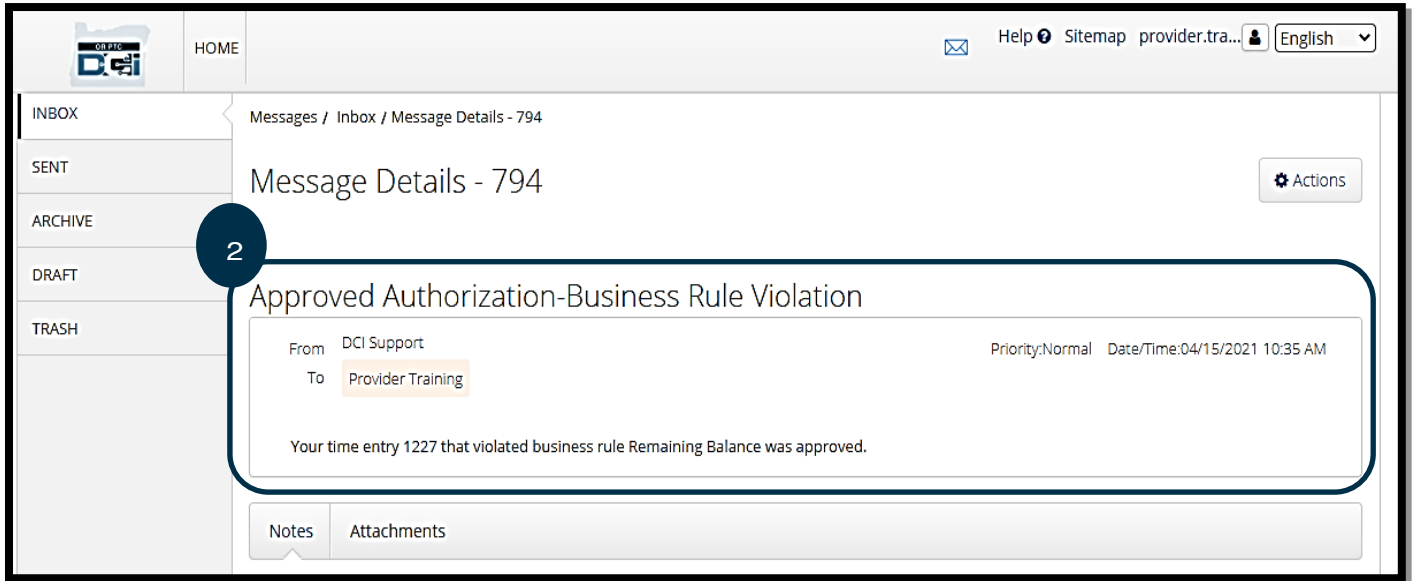 OR PTC
DCi
HOME
Help Sitemap provider.tra... English
INBOX
SENT
ARCHIVE
DRAFT
TRASH
Messages / Inbox / Message Details - 794
Message Details - 794
Actions
2
Approved Authorization-Business Rule Violation
From DCI Support
Priority:Normal Date/Time:04/15/2021 10:35 AM
To Provider Training
Your time entry 1227 that violated business rule Remaining Balance was approved.
Notes Attachments